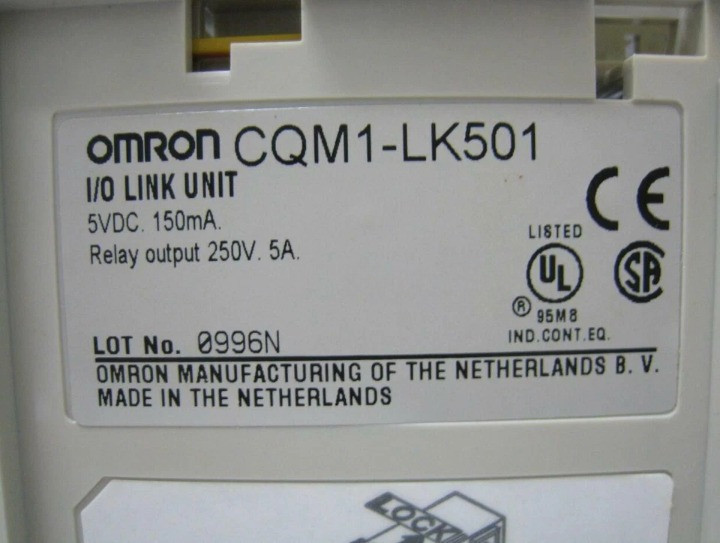 OMRON CQM1-LK501
I/O LINK UNIT
5VDC. 150mA.
Relay output 250V. 5A.
CE
LISTED
UL
SA
®
95M8
IND.CONT.EQ.
LOT No. 0996N
OMRON MANUFACTURING OF THE NETHERLANDS B. V.
MADE IN THE NETHERLANDS
LOCK